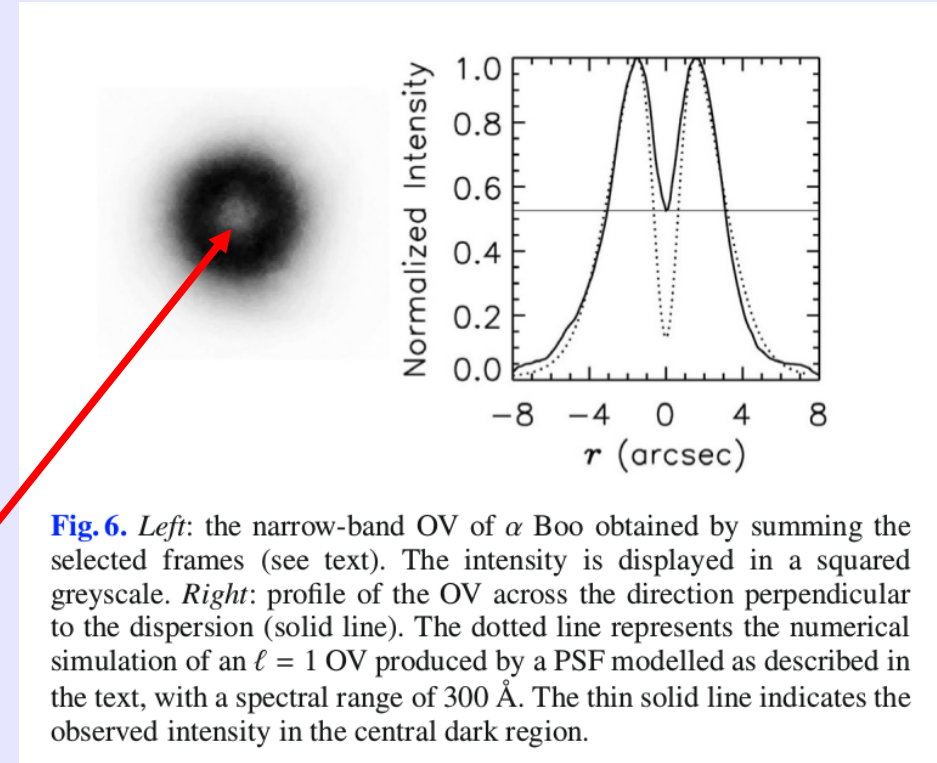 Normalized Intensity
1.0
0.8
0.6
0.4
0.2
0.0
−8 −4 0 4 8
r (arcsec)
Fig. 6. Left: the narrow-band OV of α Boo obtained by summing the
selected frames (see text). The intensity is displayed in a squared
greyscale. Right: profile of the OV across the direction perpendicular
to the dispersion (solid line). The dotted line represents the numerical
simulation of an ℓ = 1 OV produced by a PSF modelled as described in
the text, with a spectral range of 300 Å. The thin solid line indicates the
observed intensity in the central dark region.